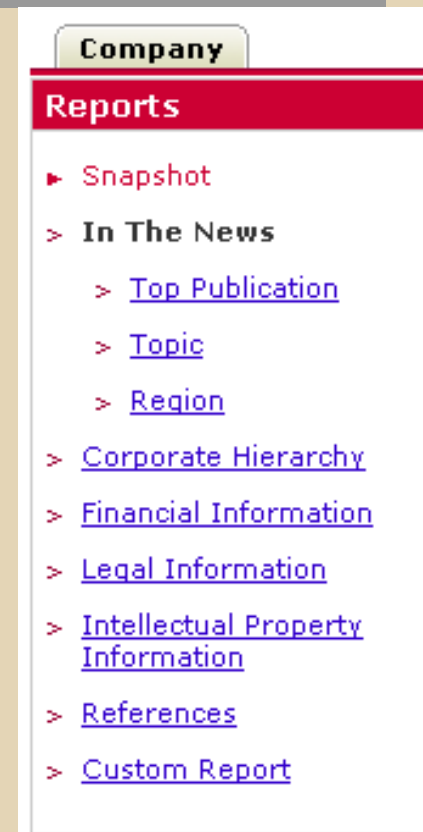 Company
Reports
Snapshot
> In The News
> Top Publication
> Topic
> Region
> Corporate Hierarchy
> Financial Information
> Legal Information
> Intellectual Property
Information
> References
> Custom Report